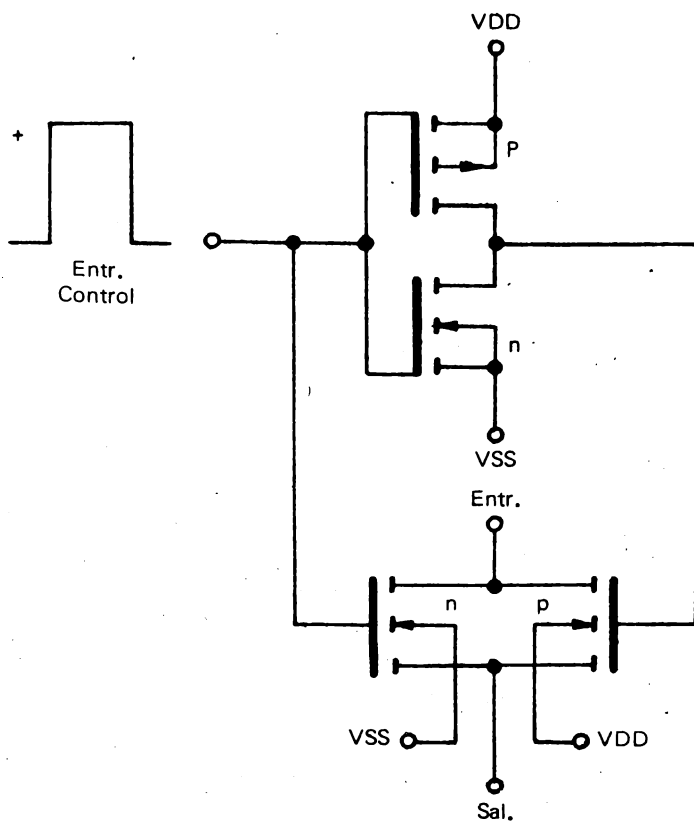 VDD
+
P
Entr.
Control
n
VSS
Entr.
n
p
VSS
VDD
Sal.